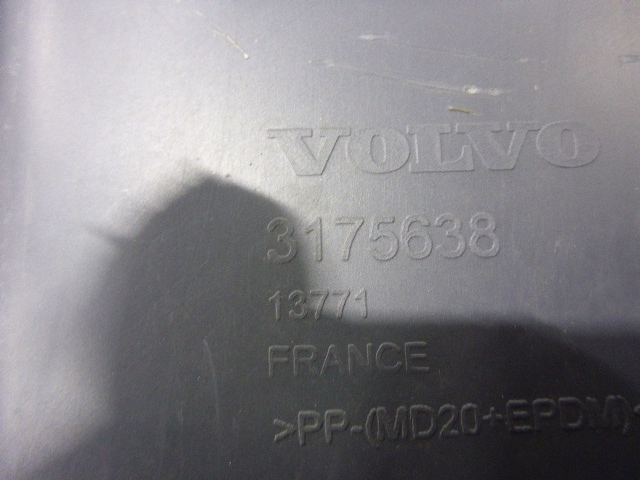 VOLVO
3175638
13771
FRANCE
>PP-(MD20+EPDM)<